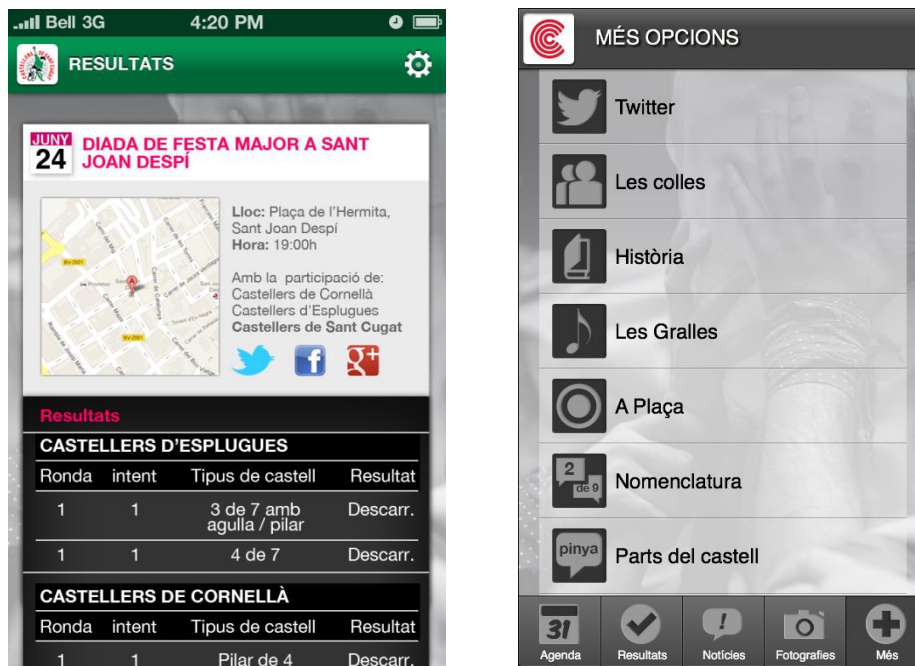 Bell 3G 4:20 PM
RESULTATS
JUNY
24
DIADA DE FESTA MAJOR A SANT
JOAN DESPÍ
Lloc: Plaça de l'Hermita,
Sant Joan Despí
Hora: 19:00h
Amb la participació de:
Castellers de Cornellà
Castellers d'Esplugues
Castellers de Sant Cugat
BV-2001
BV-2001
A
Resultats
CASTELLERS D'ESPLUGUES
Ronda intent Tipus de castell Resultat
1 1 3 de 7 amb
agulla / pilar
Descarr.
1 1 4 de 7 Descarr.
CASTELLERS DE CORNELLÀ
Ronda intent Tipus de castell Resultat
1 1 Pilar de 4 Descarr.
MÉS OPCIONS
Twitter
Les colles
Història
Les Gralles
A Plaça
2
de 9
Nomenclatura
pinya
Parts del castell
31
Agenda Resultats Notícies Fotografies Més